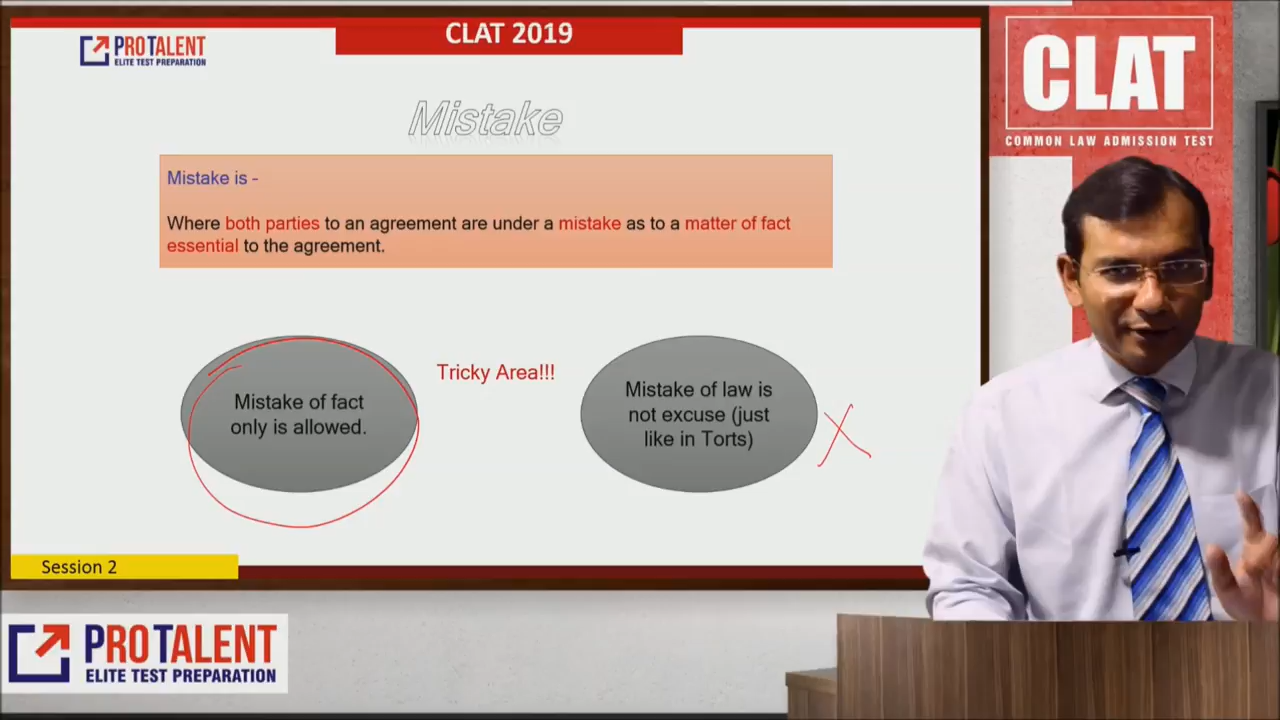 CLAT 2019
PROTALENT
ELITE TEST PREPARATION
CLAT
COMMON LAW ADMISSION TEST
Mistake
Mistake is -
Where both parties to an agreement are under a mistake as to a matter of fact
essential to the agreement.
Mistake of fact
only is allowed.
Tricky Area!!!
Mistake of law is
not excuse (just
like in Torts)
Session 2
PROTALENT
ELITE TEST PREPARATION